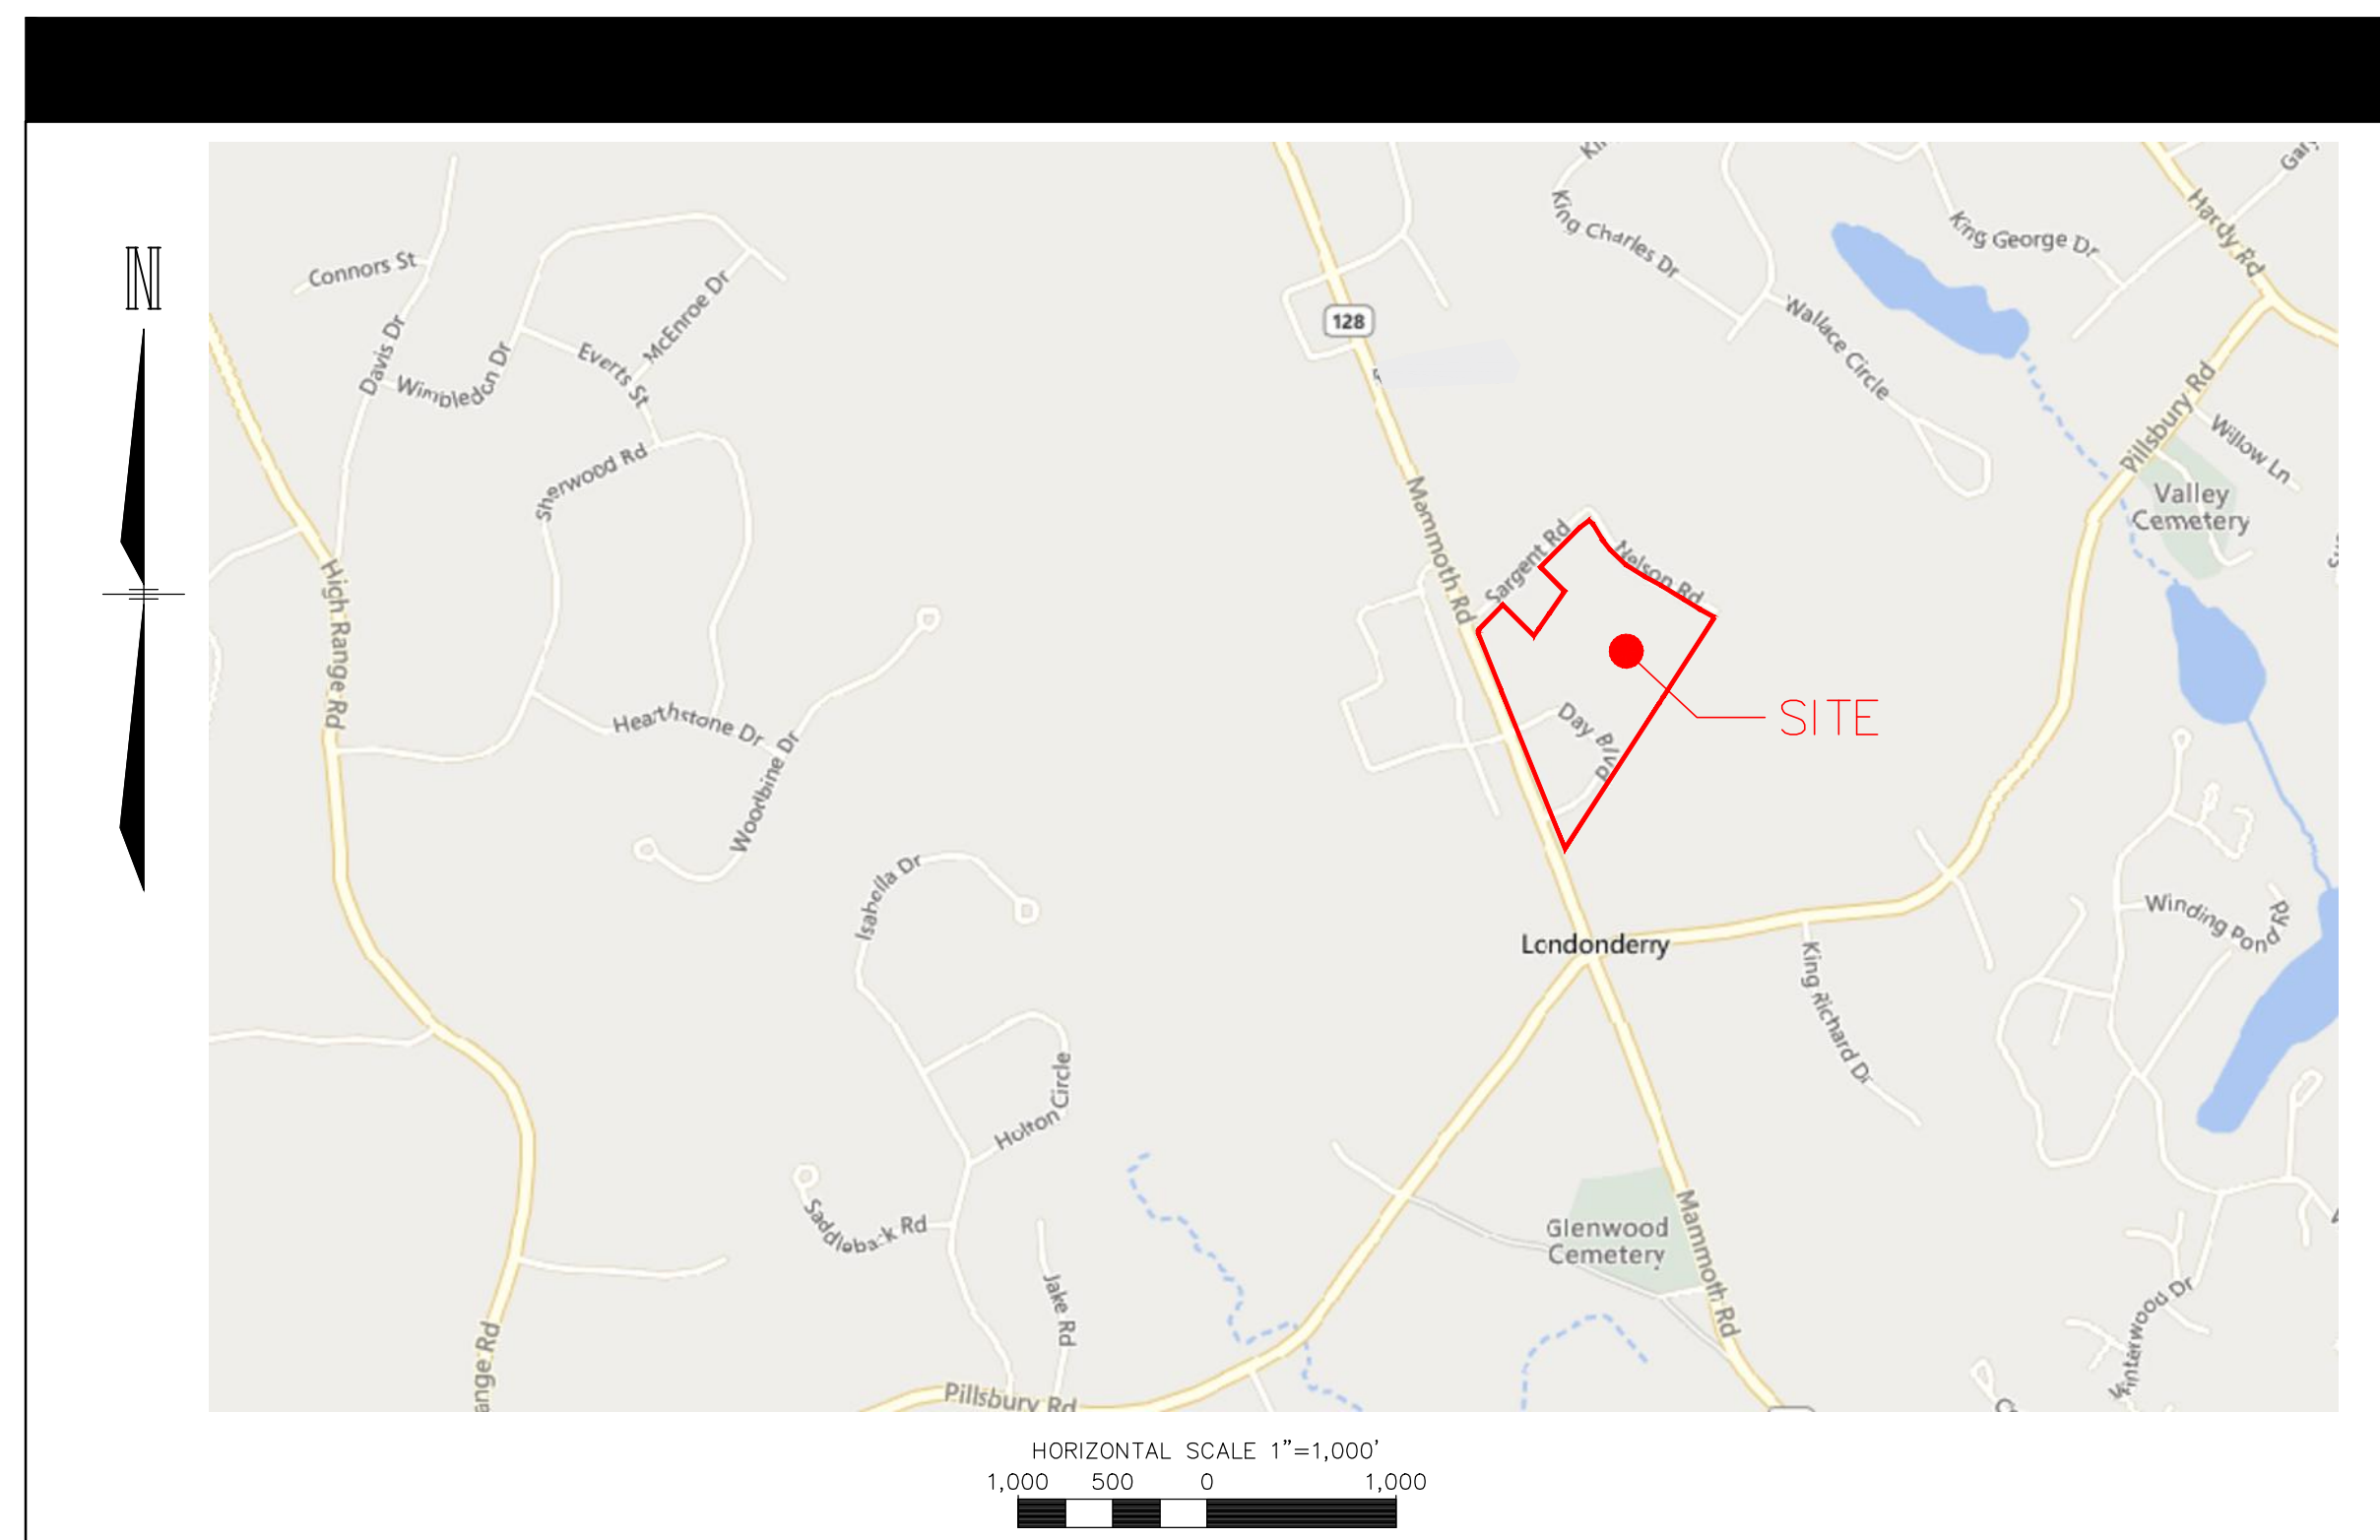 N
Connors St
Davis Dr
Wimbledon Dr
Everts St
McEnroe Dr
Sherwood Rd
High Range Rd
Hearthstone Dr
Woodbine Dr
Isabella Dr
Holton Circle
Saddleback Rd
Jake Rd
ange Rd
Pillsbury Rd
128
Mammoth Rd
King Charles Dr
Wallace Circle
King George Dr
Hardy Rd
Pillsbury Rd
Willow Ln
Valley
Cemetery
Sargent Rd
Nelson Rd
SITE
Day Blvd
Londonderry
King Richard Dr
Winding Pond Rd
Glenwood
Cemetery
Mammoth Rd
Winterwood Dr
HORIZONTAL SCALE 1"=1,000'
1,000 500 0 1,000